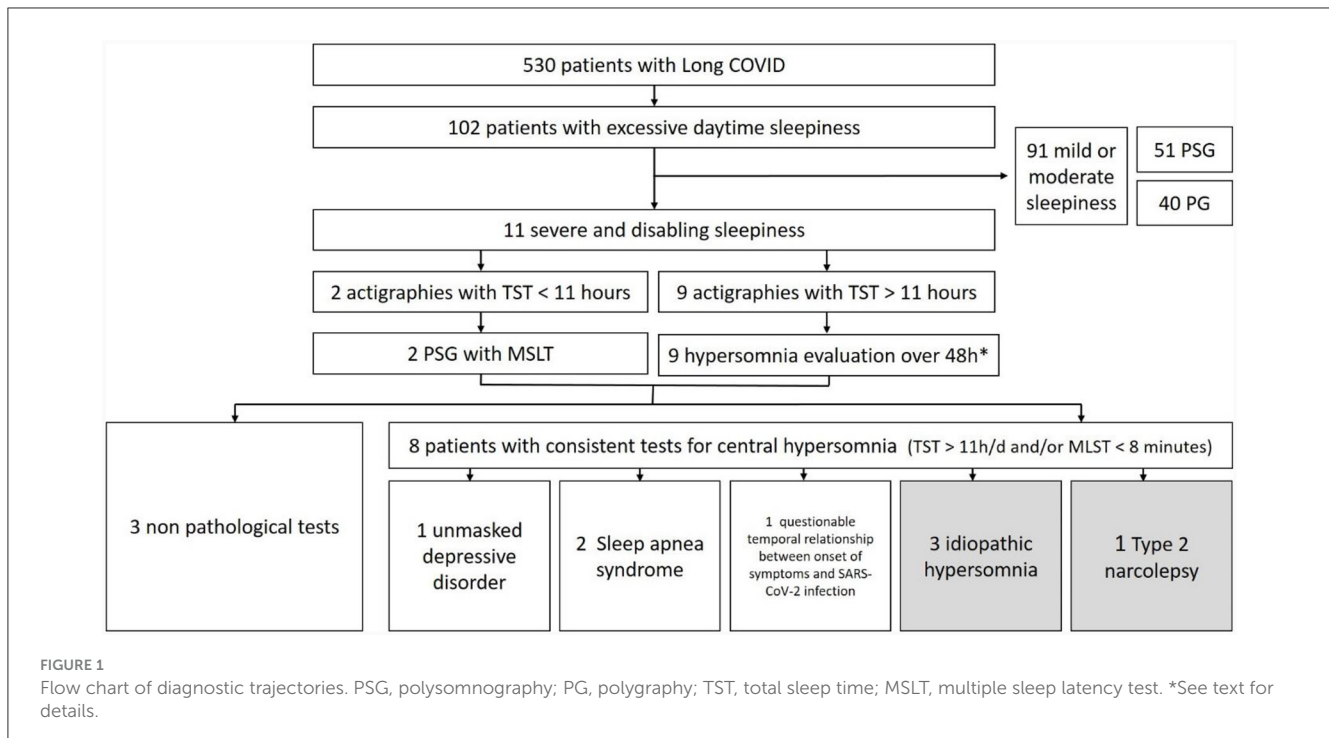 530 patients with Long COVID
102 patients with excessive daytime sleepiness
91 mild or
moderate
sleepiness
51 PSG
40 PG
11 severe and disabling sleepiness
2 actigraphies with TST < 11 hours
9 actigraphies with TST > 11 hours
2 PSG with MSLT
9 hypersomnia evaluation over 48h*
3 non pathological tests
8 patients with consistent tests for central hypersomnia (TST > 11h/d and/or MLST < 8 minutes)
1 unmasked
depressive
disorder
2 Sleep apnea
syndrome
1 questionable
temporal relationship
between onset of
symptoms and SARS-
CoV-2 infection
3 idiopathic
hypersomnia
1 Type 2
narcolepsy
FIGURE 1
Flow chart of diagnostic trajectories. PSG, polysomnography; PG, polygraphy; TST, total sleep time; MSLT, multiple sleep latency test. *See text for
details.